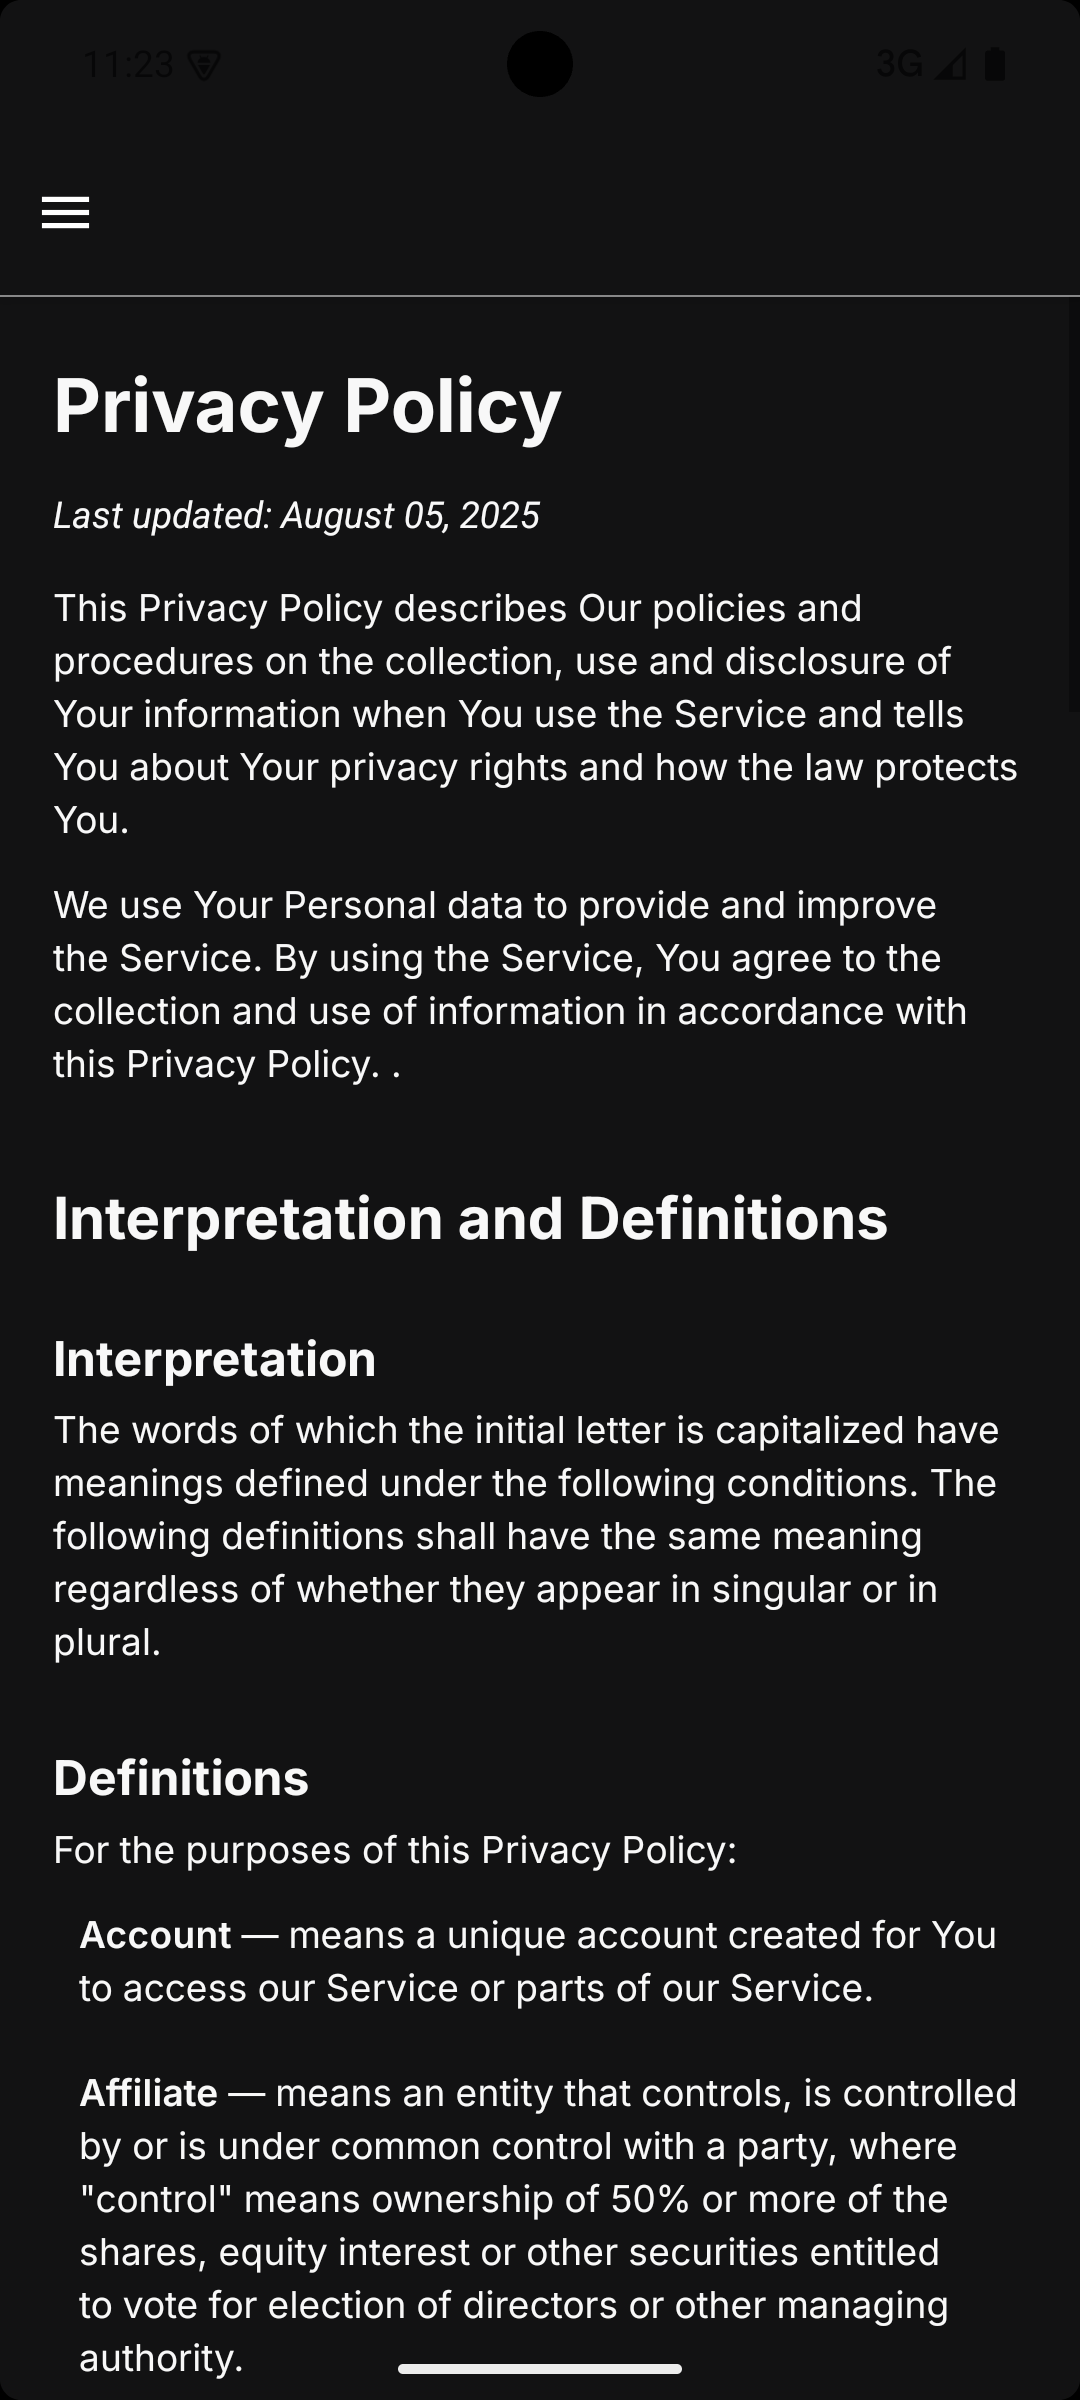 11:23
3G
Privacy Policy
Last updated: August 05, 2025
This Privacy Policy describes Our policies and
procedures on the collection, use and disclosure of
Your information when You use the Service and tells
You about Your privacy rights and how the law protects
You.
We use Your Personal data to provide and improve
the Service. By using the Service, You agree to the
collection and use of information in accordance with
this Privacy Policy. .
Interpretation and Definitions
Interpretation
The words of which the initial letter is capitalized have
meanings defined under the following conditions. The
following definitions shall have the same meaning
regardless of whether they appear in singular or in
plural.
Definitions
For the purposes of this Privacy Policy:
Account — means a unique account created for You
to access our Service or parts of our Service.
Affiliate — means an entity that controls, is controlled
by or is under common control with a party, where
"control" means ownership of 50% or more of the
shares, equity interest or other securities entitled
to vote for election of directors or other managing
authority.